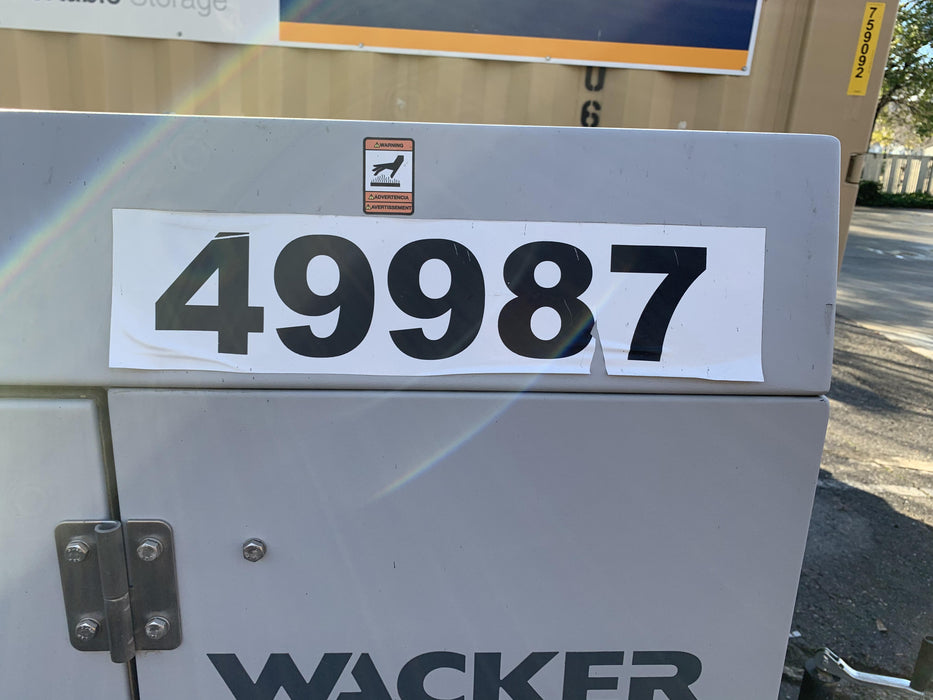 Storage
759092
U
6
WARNING
ADVERTENCIA
AVERTISSEMENT
49987
WACKER